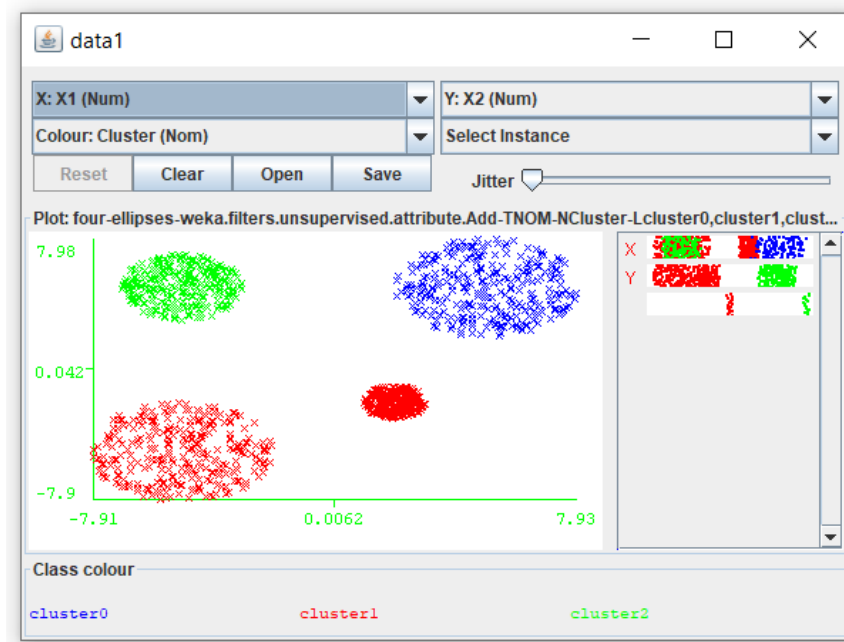 data1
X: X1 (Num) Y: X2 (Num)
Colour: Cluster (Nom) Select Instance
Reset Clear Open Save Jitter
Plot: four-ellipses-weka.filters.unsupervised.attribute.Add-TNOM-NCluster-Lcluster0,cluster1,clust...
7.98
X
Y
0.042
-7.9
-7.91 0.0062 7.93
Class colour
cluster0 cluster1 cluster2